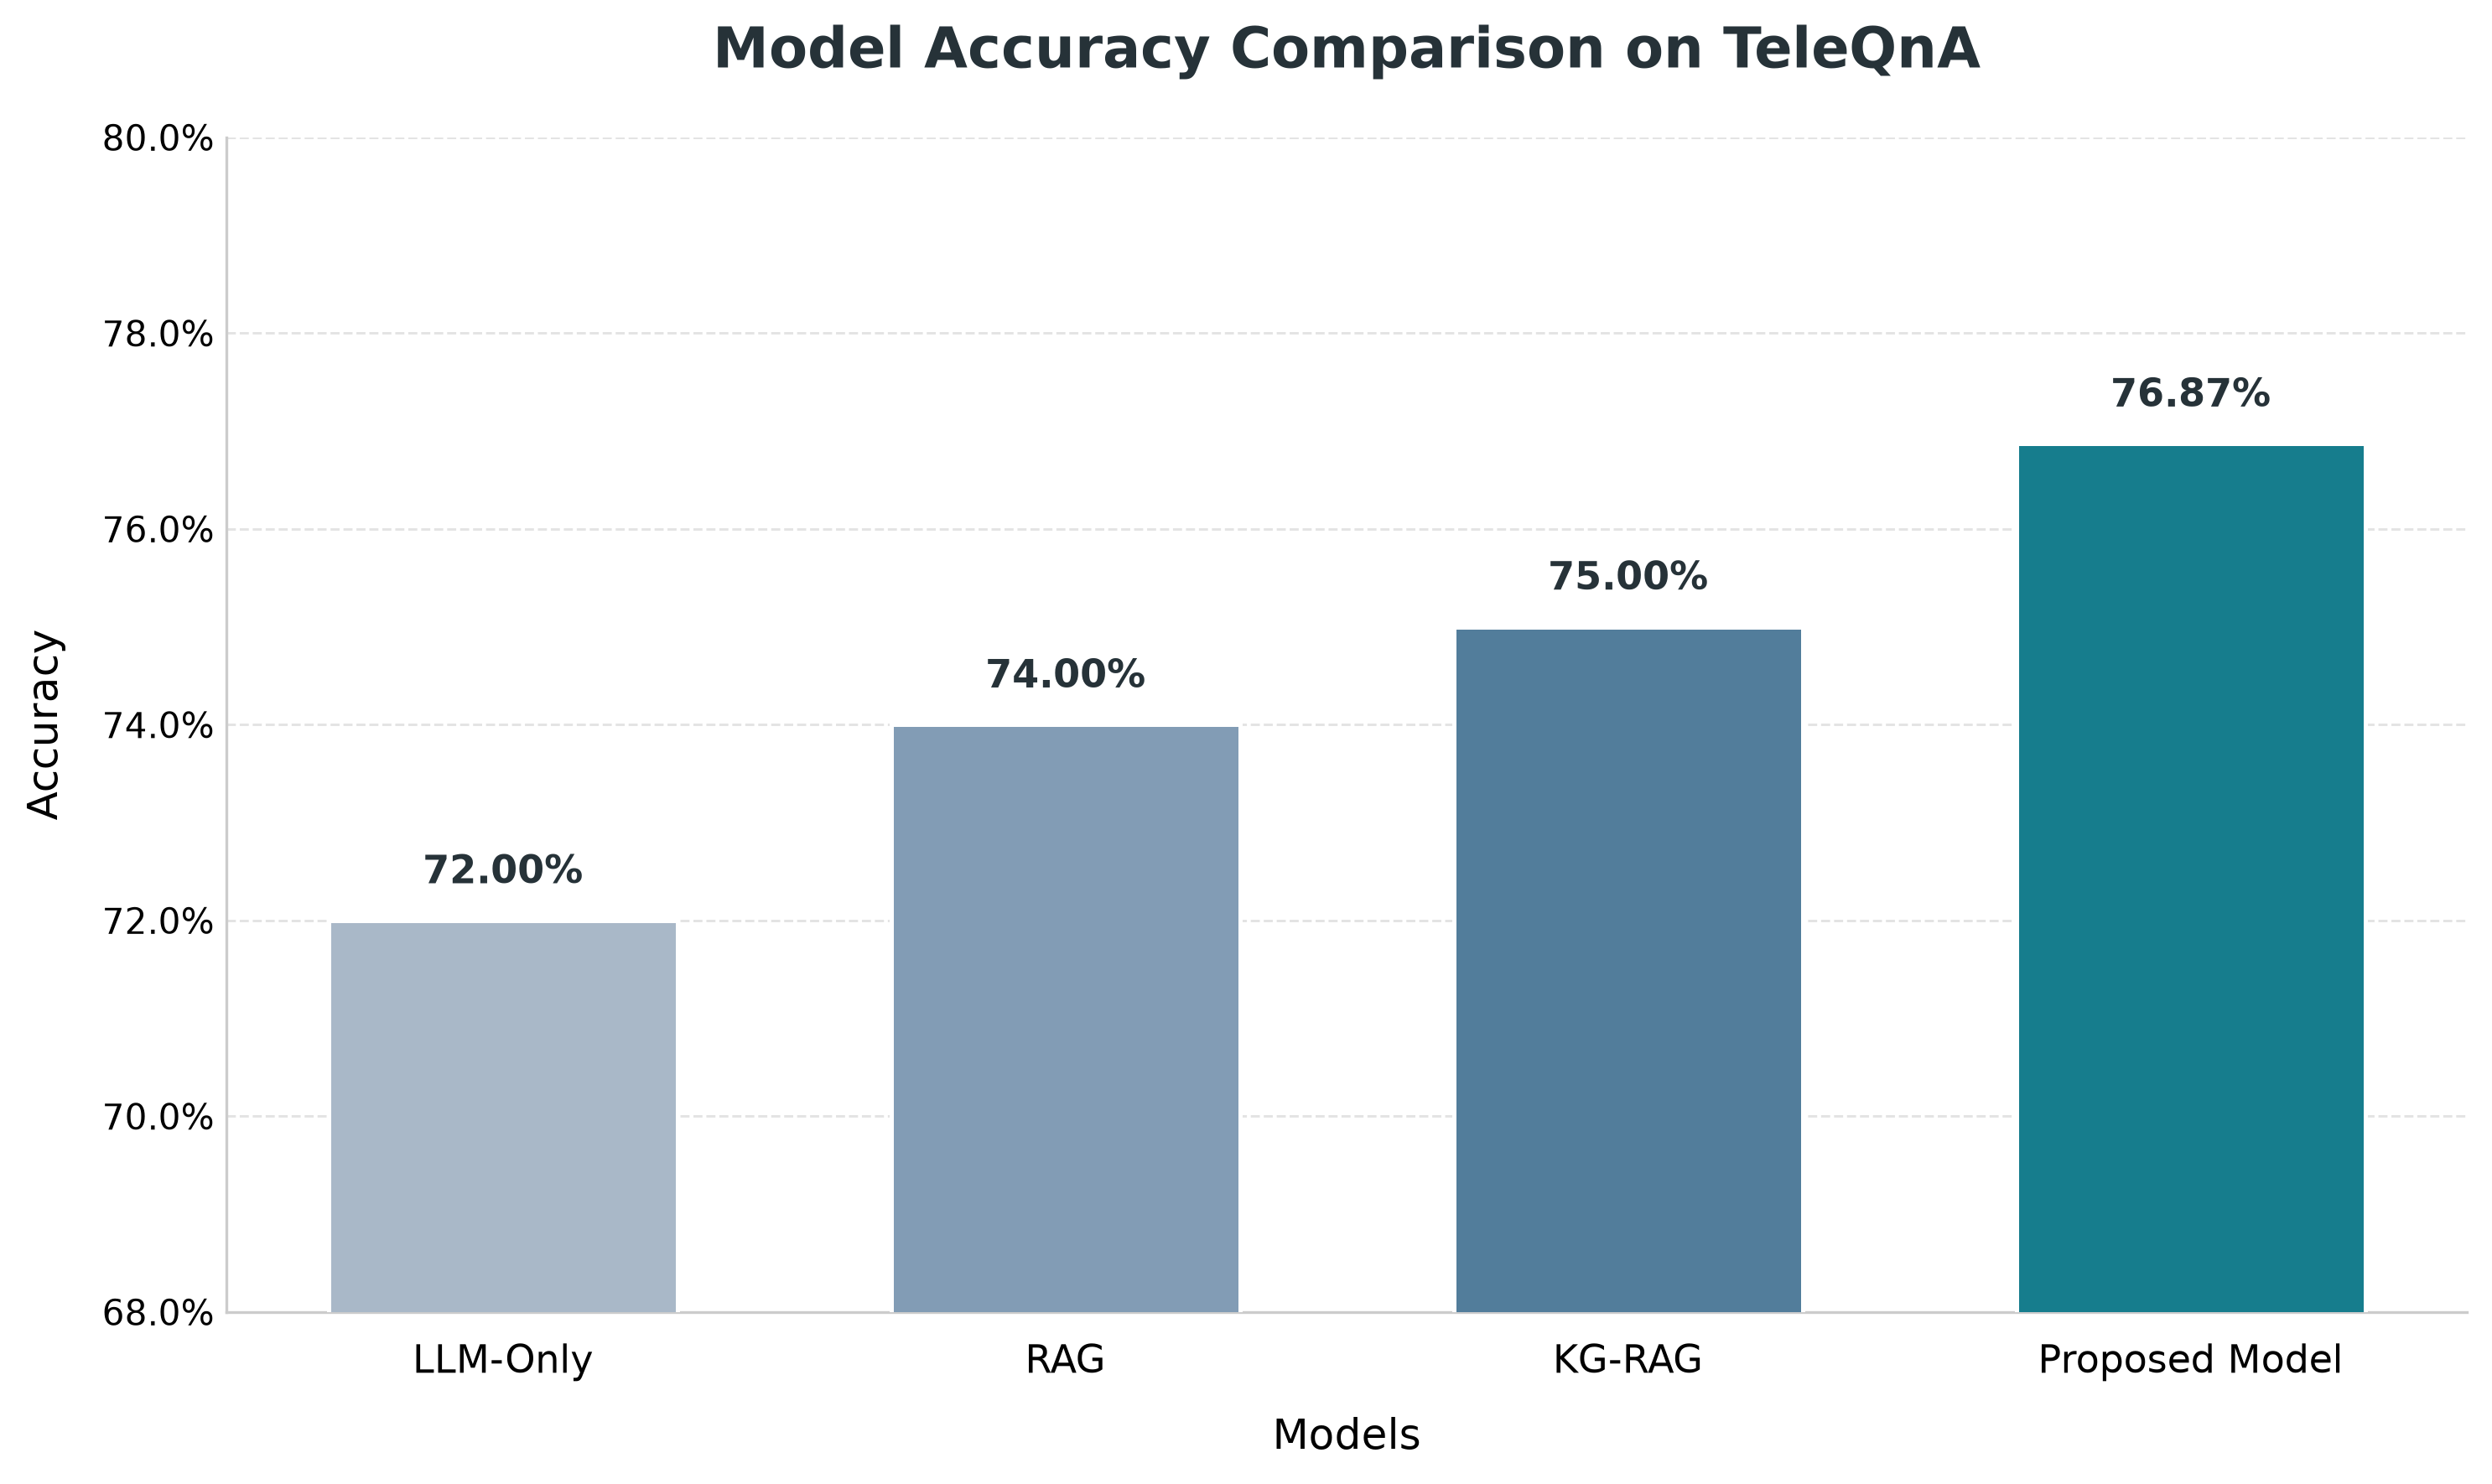 Model Accuracy Comparison on TeleQnA
80.0%
78.0%
76.0%
74.0%
72.0%
70.0%
68.0%
Accuracy
72.00%
74.00%
75.00%
76.87%
LLM-Only
RAG
KG-RAG
Proposed Model
Models